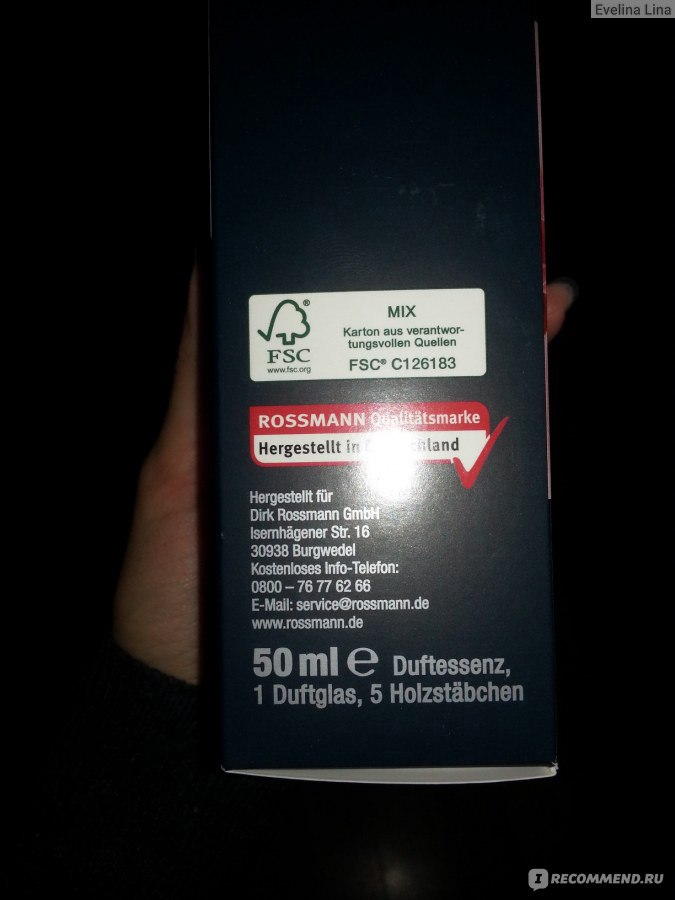 Evelina Lina
MIX
Karton aus verantwor-
tungsvollen Quellen
FSC® C126183
®
FSC
www.fsc.org
ROSSMANN Qualitätsmarke
Hergestellt in
Hergestellt für
Dirk Rossmann GmbH
Isernhägener Str. 16
30938 Burgwedel
Kostenloses Info-Telefon:
0800 – 76 77 62 66
E-Mail: service@rossmann.de
www.rossmann.de
50 ml e Duftessenz,
1 Duftglas, 5 Holzstäbchen
IRECOMMEND.RU